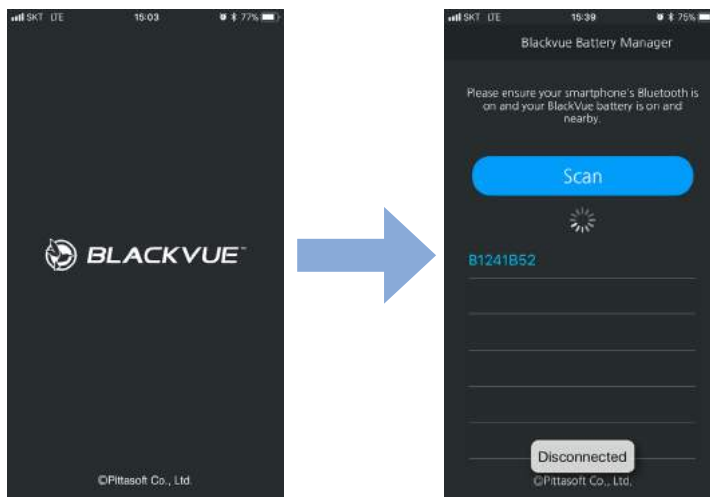 SKT LTE 15:03 77%
BLACKVUE™
©Pittasoft Co., Ltd.
SKT LTE 15:39 75%
Blackvue Battery Manager
Please ensure your smartphone's Bluetooth is
on and your BlackVue battery is on and
nearby.
Scan
B1241B52
Disconnected
©Pittasoft Co., Ltd.